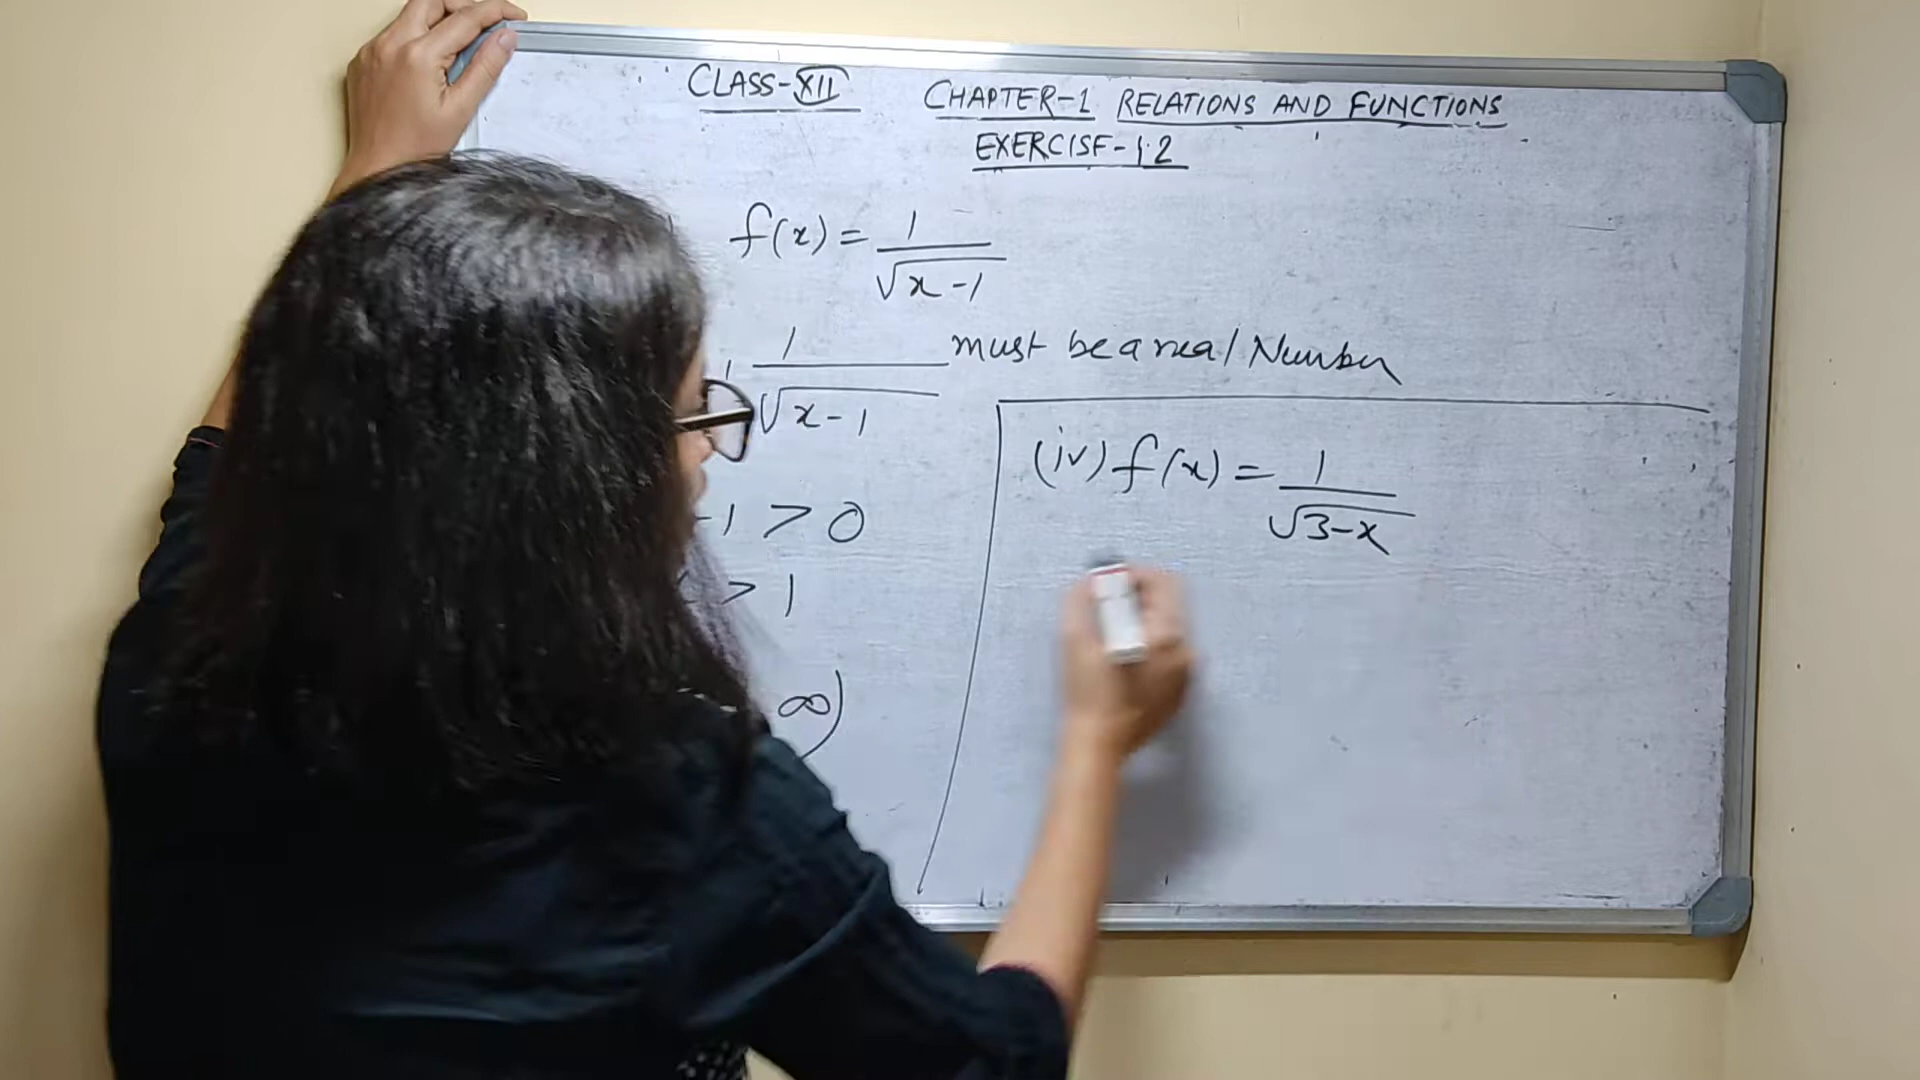 CLASS-XII
CHAPTER-1 RELATIONS AND FUNCTIONS
EXERCISE-1.2
f(x) = 1/√x-1
1/√x-1 must be a real Number
-1 > 0
> 1
∞)
(iv) f(x) = 1/√3-x